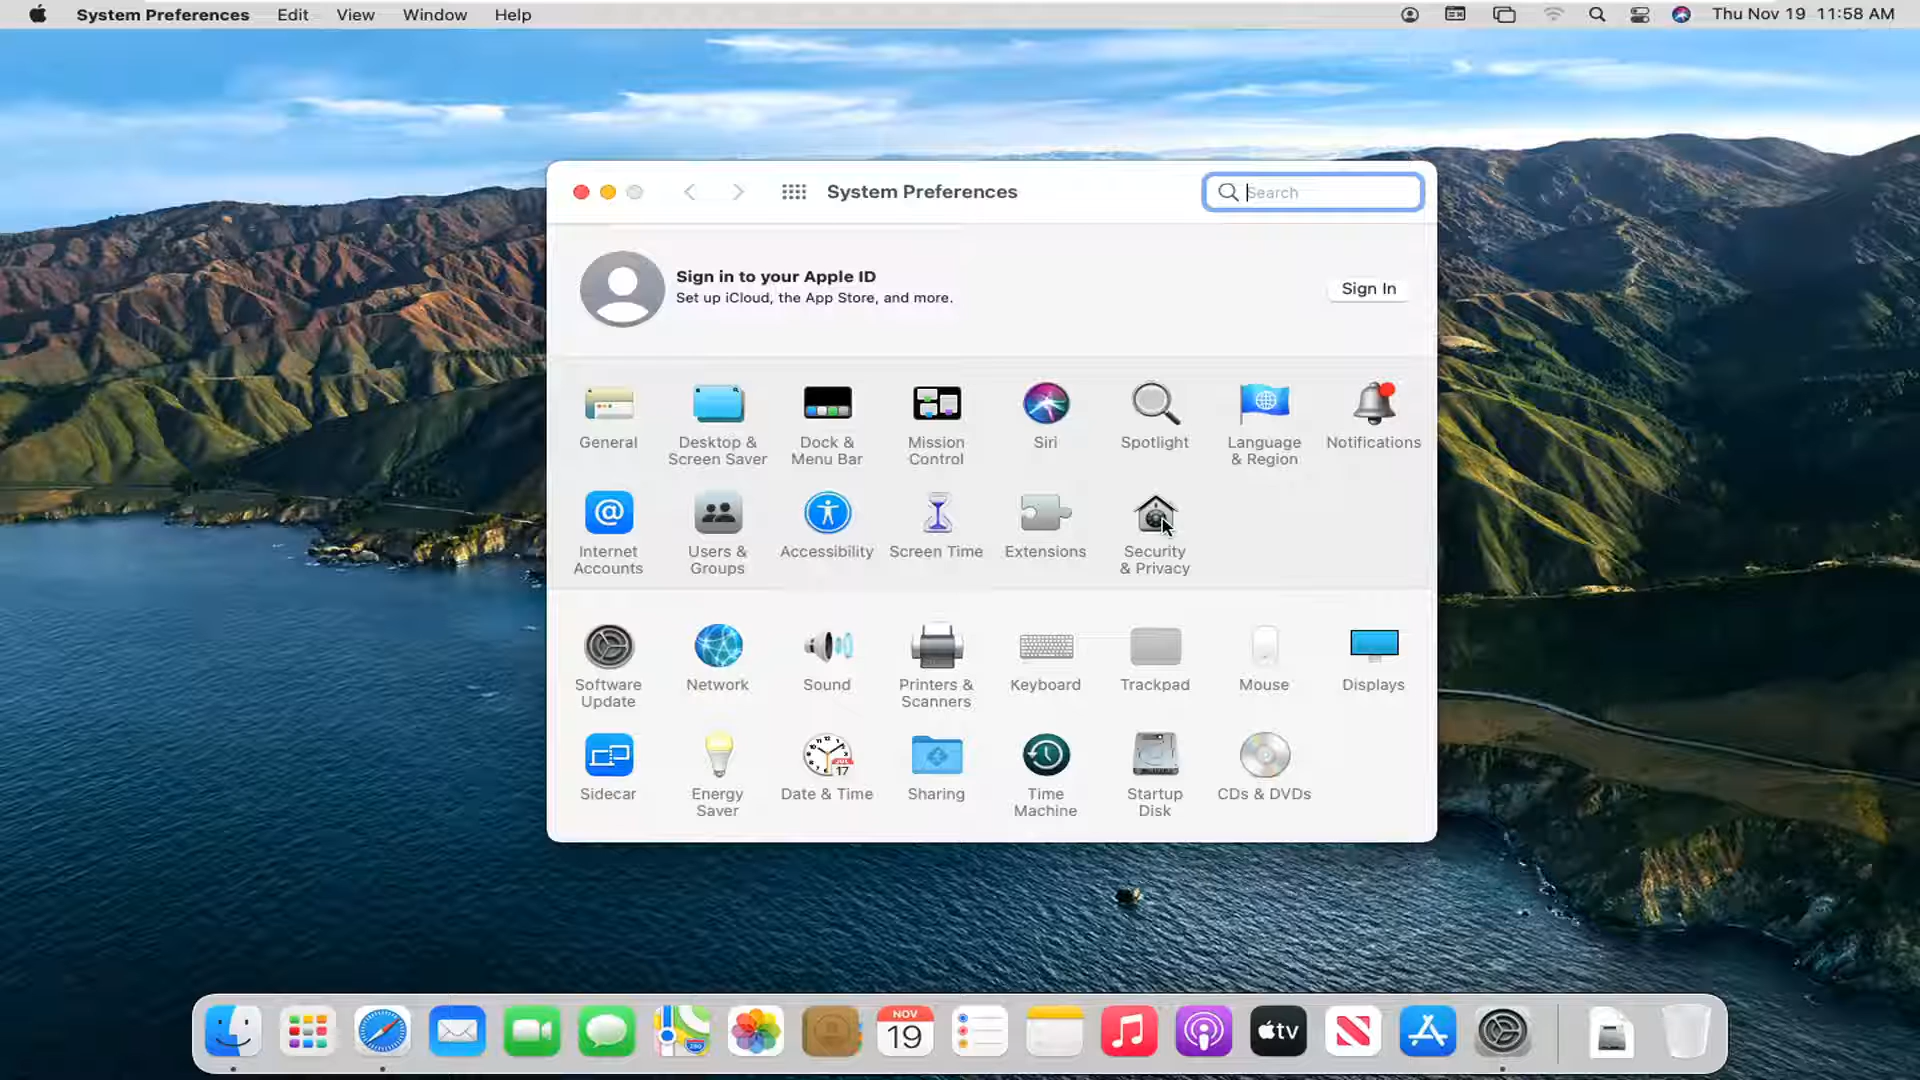 System Preferences Edit View Window Help Thu Nov 19 11:58 AM
System Preferences
Search
Sign in to your Apple ID
Set up iCloud, the App Store, and more.
Sign In
General
Desktop &
Screen Saver
Dock &
Menu Bar
Mission
Control
Siri
Spotlight
Language
& Region
Notifications
Internet
Accounts
Users &
Groups
Accessibility
Screen Time
Extensions
Security
& Privacy
Software
Update
Network
Sound
Printers &
Scanners
Keyboard
Trackpad
Mouse
Displays
Sidecar
Energy
Saver
JUL
17
Date & Time
Sharing
Time
Machine
Startup
Disk
CDs & DVDs
280
NOV
19
tv